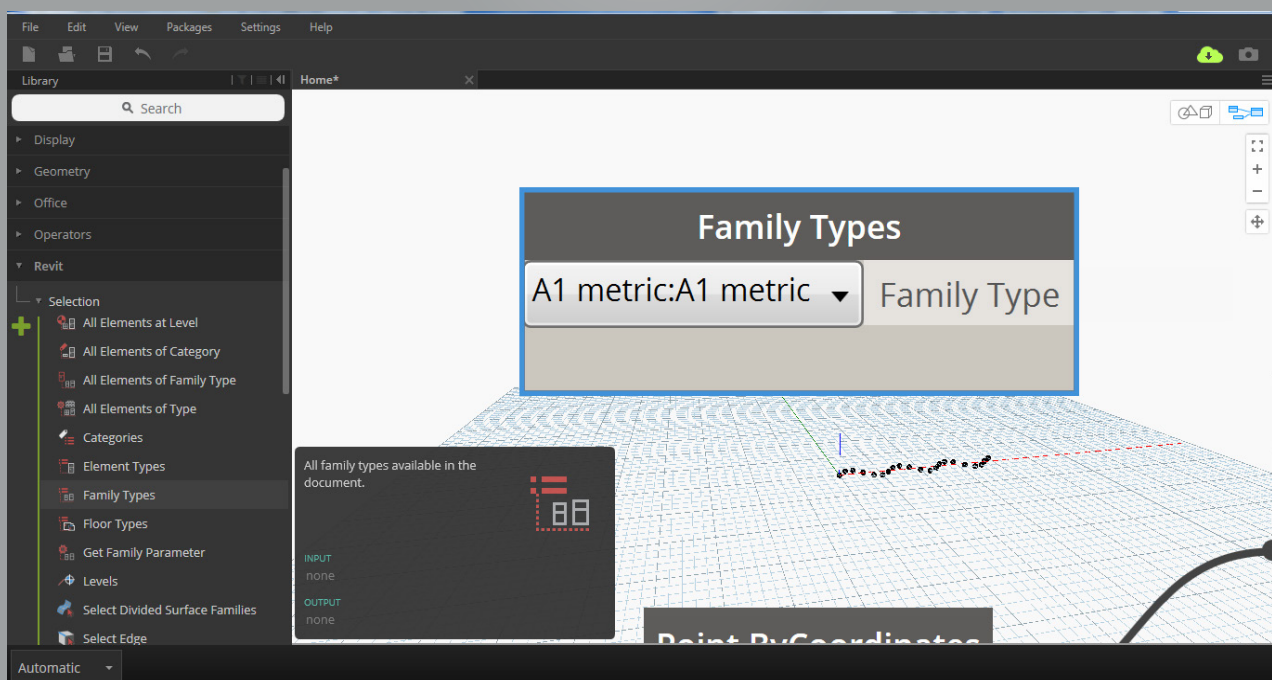 File Edit View Packages Settings Help
Library
Home*
Search
Display
Geometry
Office
Operators
Revit
Selection
All Elements at Level
All Elements of Category
All Elements of Family Type
All Elements of Type
Categories
Element Types
Family Types
Floor Types
Get Family Parameter
Levels
Select Divided Surface Families
Select Edge
Automatic
Family Types
A1 metric:A1 metric
Family Type
All family types available in the
document.
INPUT
none
OUTPUT
none
Point.ByCoordinates